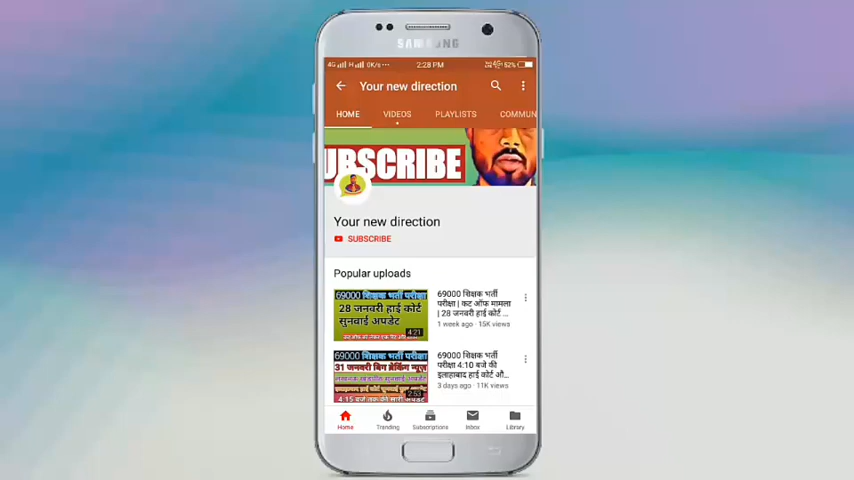 SAMSUNG
2:28 PM
52%
Your new direction
HOME VIDEOS PLAYLISTS COMMUN
UBSCRIBE
Your new direction
SUBSCRIBE
Popular uploads
69000 शिक्षक भर्ती परीक्षा
28 जनवरी हाई कोर्ट
सुनवाई अपडेट
4:21
69000 शिक्षक भर्ती
परीक्षा | कट ऑफ मामला
| 28 जनवरी हाई कोर्ट ...
1 week ago · 15K views
69000 शिक्षक भर्ती परीक्षा
31 जनवरी बिग ब्रेकिंग न्यूज
2:53
69000 शिक्षक भर्ती
परीक्षा 4:10 बजे की
इलाहाबाद हाई कोर्ट औ...
3 days ago · 11K views
Home Trending Subscriptions Inbox Library